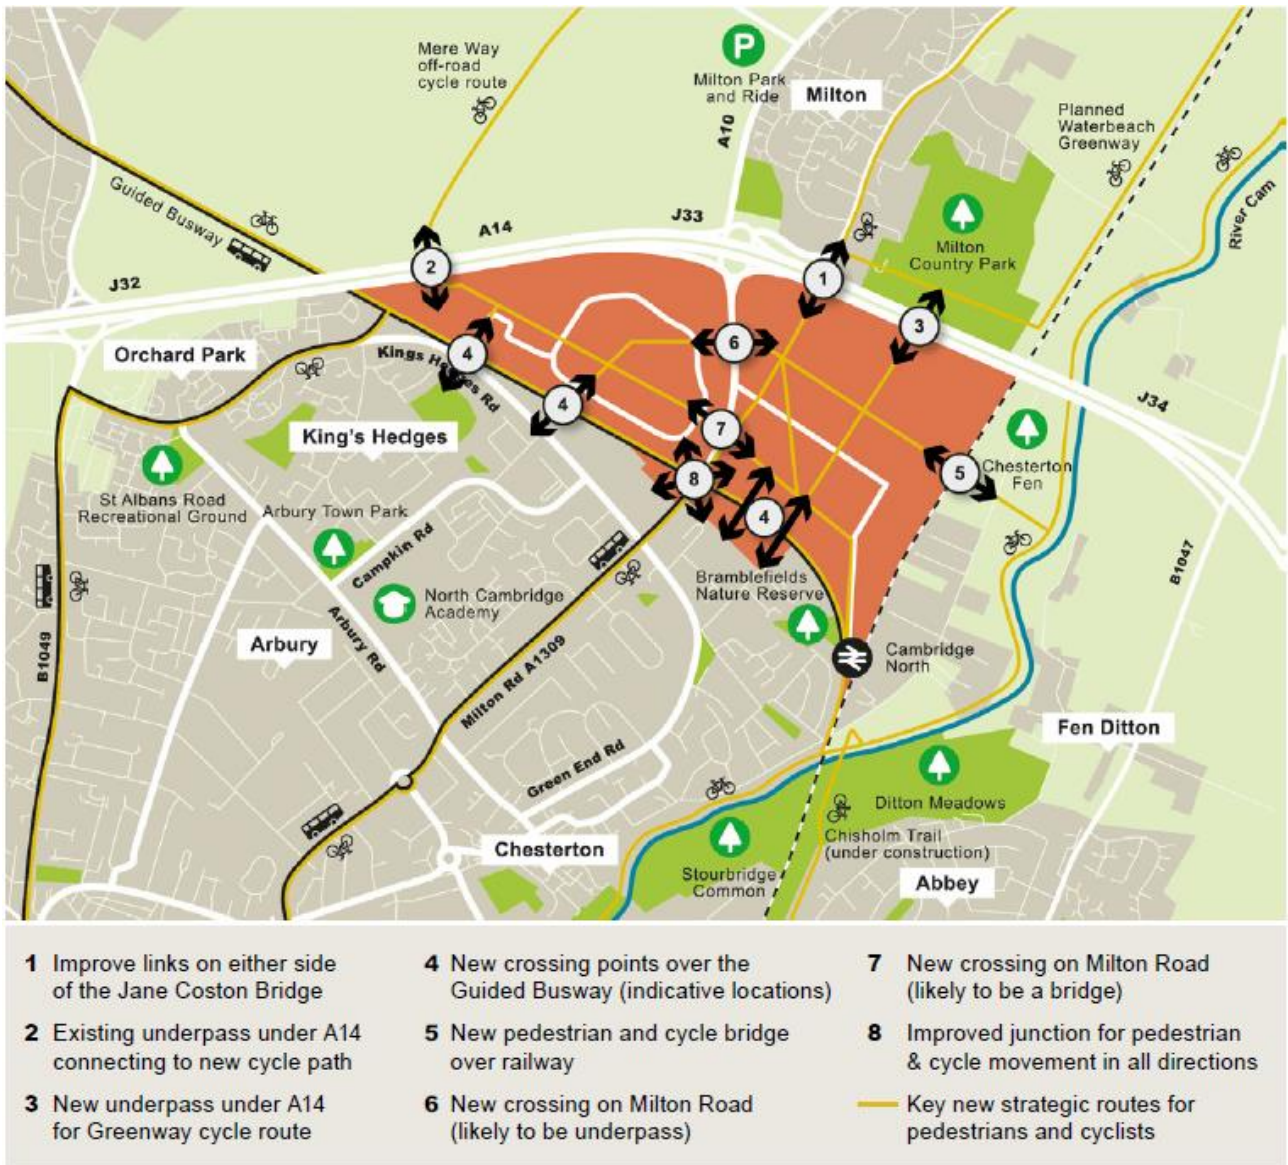 Mere Way
off-road
cycle route
P
Milton Park
and Ride
Milton
A10
Planned
Waterbeach
Greenway
River Cam
Guided Busway
J33
A14
J32
Milton
Country Park
2
1
3
6
4
4
7
8
4
5
Orchard Park
Kings Hedges Rd
King's Hedges
J34
Chesterton
Fen
St Albans Road
Recreational Ground
Arbury Town Park
Campkin Rd
North Cambridge
Academy
Bramblefields
Nature Reserve
B1047
B1049
Arbury
Arbury Rd
Milton Rd A1309
Cambridge
North
Green End Rd
Fen Ditton
Ditton Meadows
Chisholm Trail
(under construction)
Chesterton
Stourbridge
Common
Abbey
1 Improve links on either side
of the Jane Coston Bridge
2 Existing underpass under A14
connecting to new cycle path
3 New underpass under A14
for Greenway cycle route
4 New crossing points over the
Guided Busway (indicative locations)
5 New pedestrian and cycle bridge
over railway
6 New crossing on Milton Road
(likely to be underpass)
7 New crossing on Milton Road
(likely to be a bridge)
8 Improved junction for pedestrian
& cycle movement in all directions
Key new strategic routes for
pedestrians and cyclists